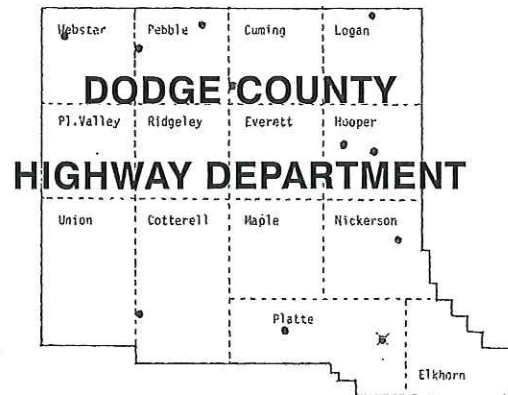 Webster Pebble Cuming Logan
DODGE COUNTY
Pl.Valley Ridgeley Everett Hooper
HIGHWAY DEPARTMENT
Union Cotterell Maple Nickerson
Platte
Elkhorn